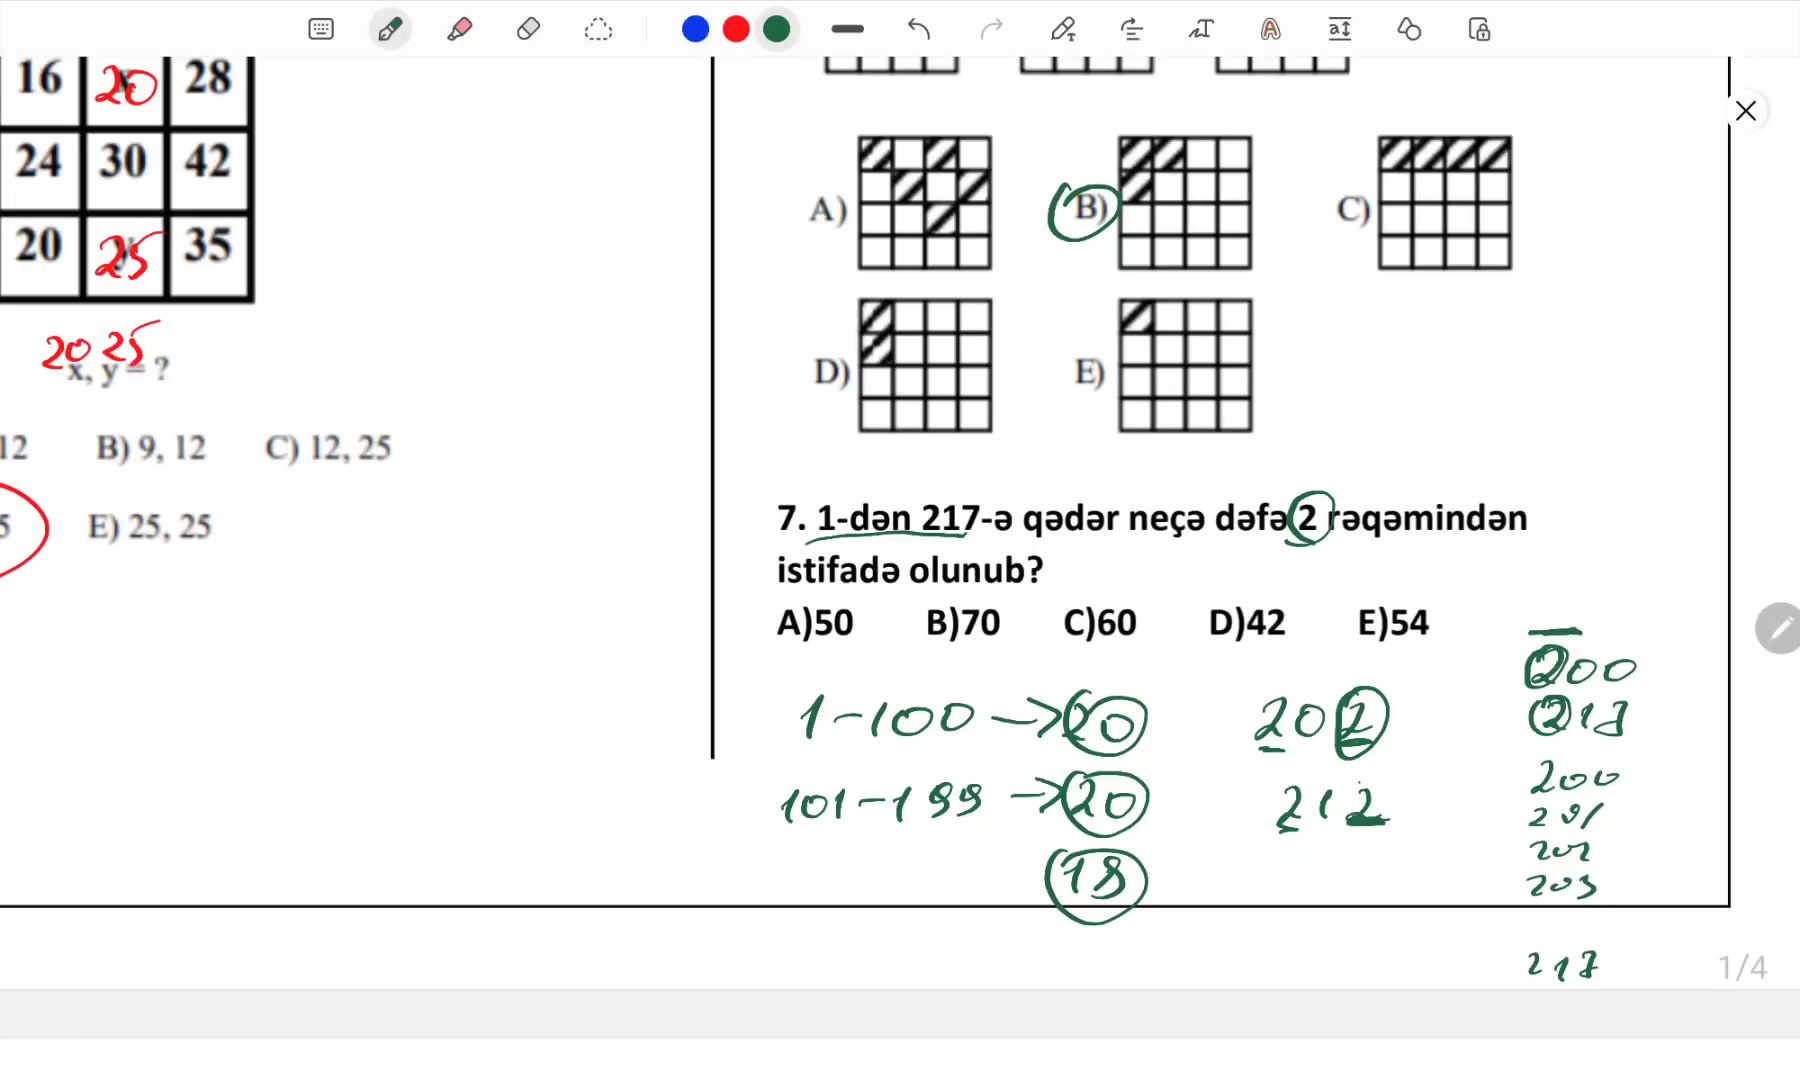 16 20 28
24 30 42
20 25 35
20 25
x, y = ?
12 B) 9, 12 C) 12, 25
5 E) 25, 25
A) B) C)
D) E)
7. 1-dən 217-ə qədər neçə dəfə 2 rəqəmindən
istifadə olunub?
A)50 B)70 C)60 D)42 E)54
1-100 → 20
101-199 → 20
18
202
212
200
217
200
201
202
203
217
1/4